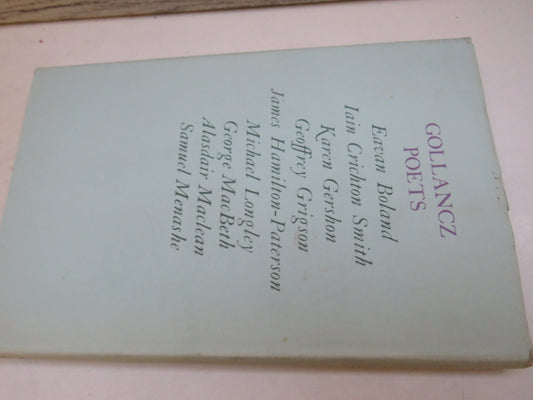 GOLLANCZ
POETS
Eavan Boland
Iain Crichton Smith
Karen Gershon
Geoffrey Grigson
James Hamilton-Paterson
Michael Longley
George MacBeth
Alasdair Maclean
Samuel Menashe